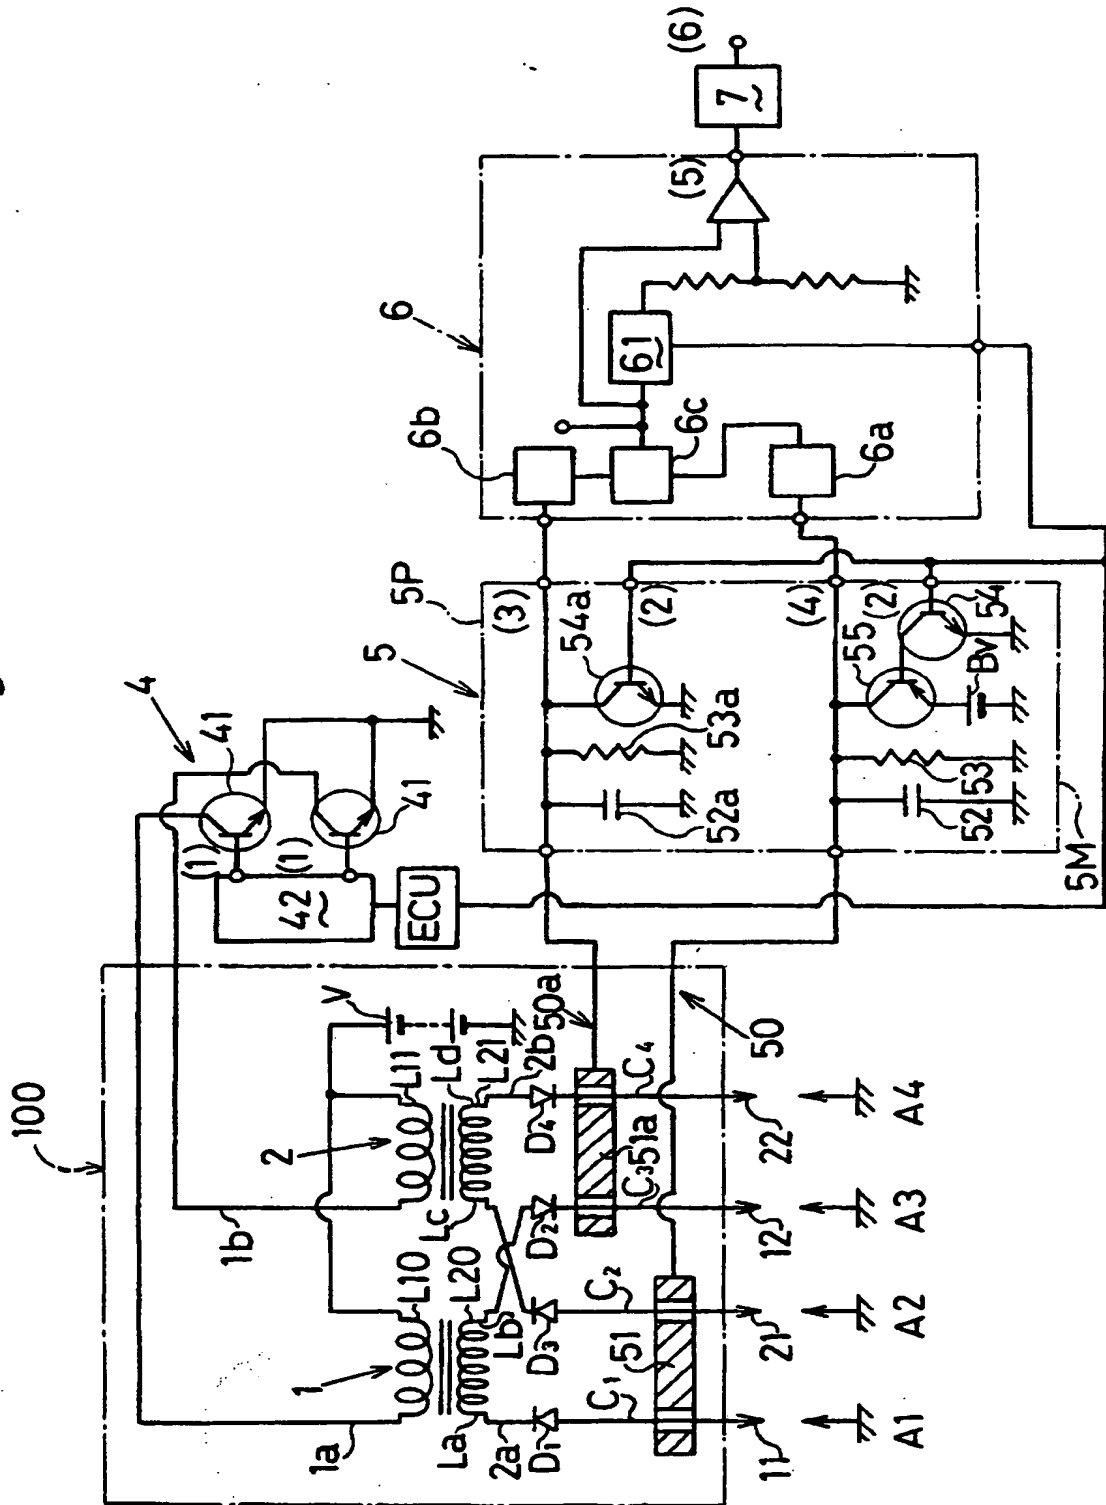 100
1
2
1a
1b
L10
L11
La
L20
Lb
Lc
Ld
L21
2a
2b
V
D1
D3
D2
D4
C1
C2
C3
C4
51
51a
50a
50
11
21
12
22
A1
A2
A3
A4
4
41
41
(1)
(1)
42
ECU
5
5P
(3)
54a
(2)
53a
52a
(4)
(2)
55
54
Bv
53
52
5M
6
6b
6c
6a
61
(5)
7
(6)